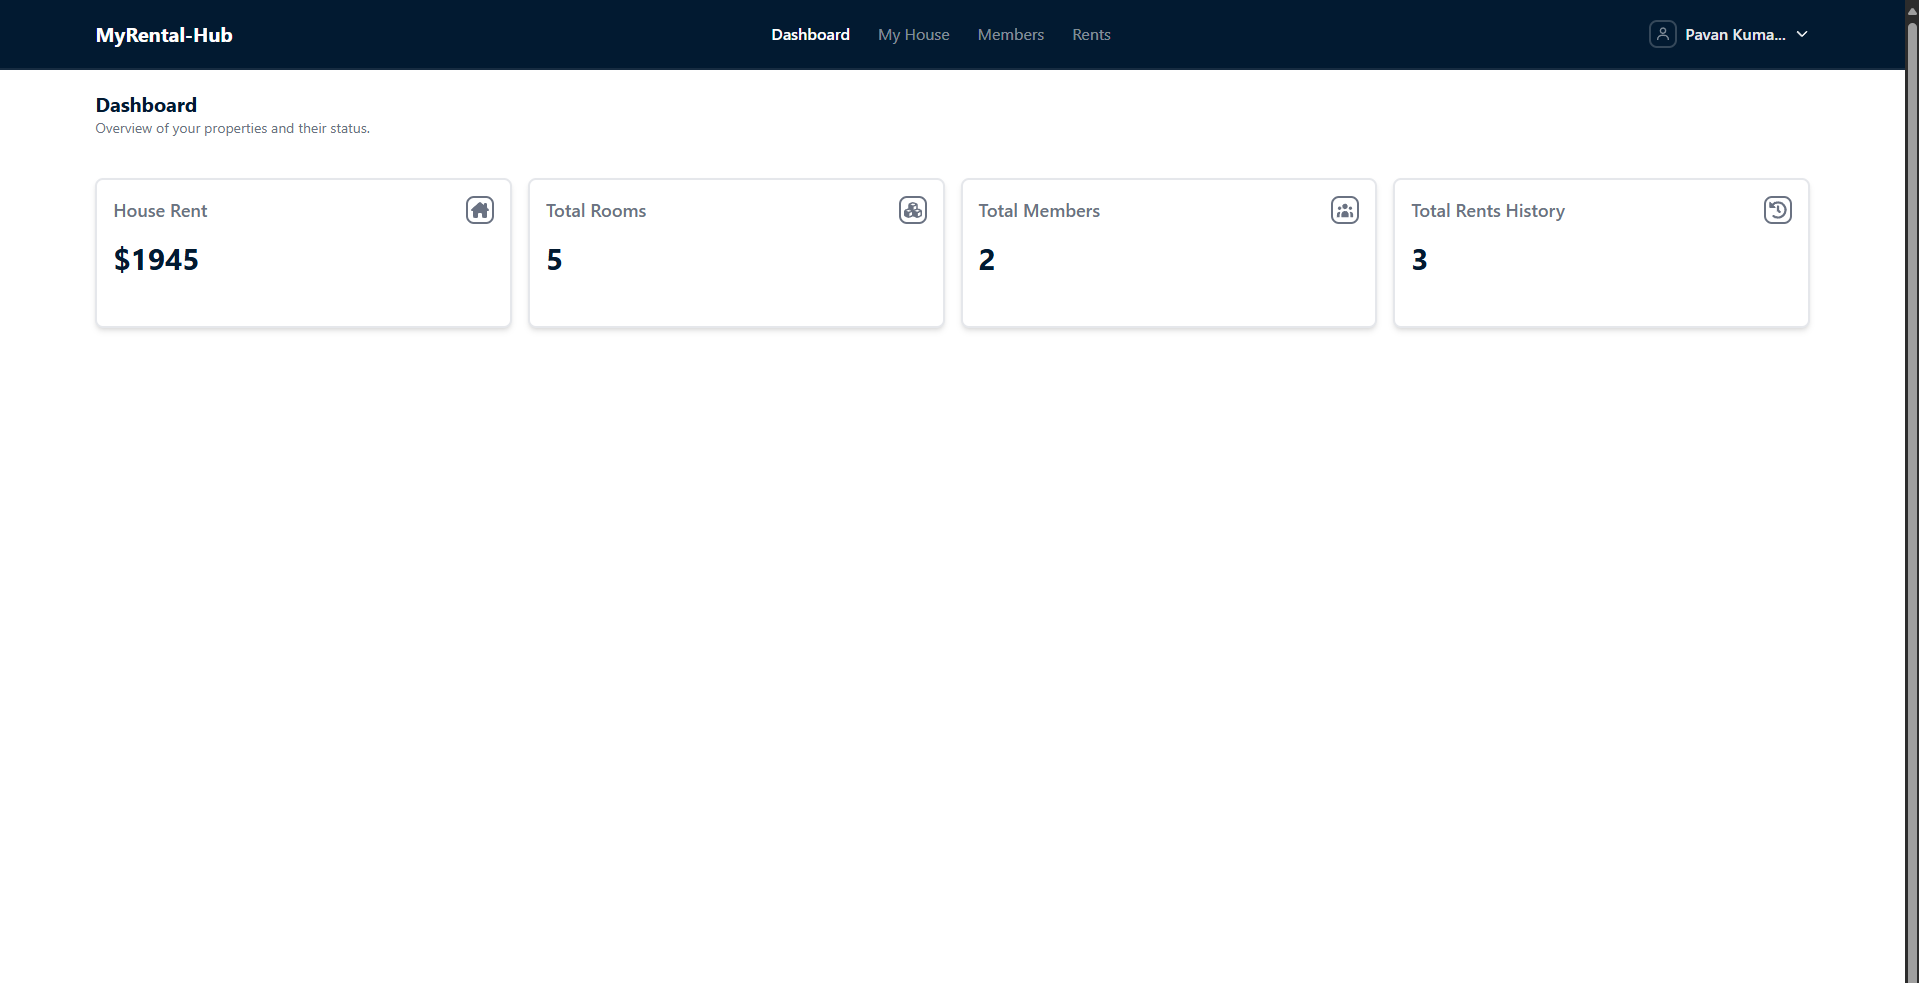 MyRental-Hub
Dashboard
My House
Members
Rents
Pavan Kuma...
Dashboard
Overview of your properties and their status.
House Rent
$1945
Total Rooms
5
Total Members
2
Total Rents History
3